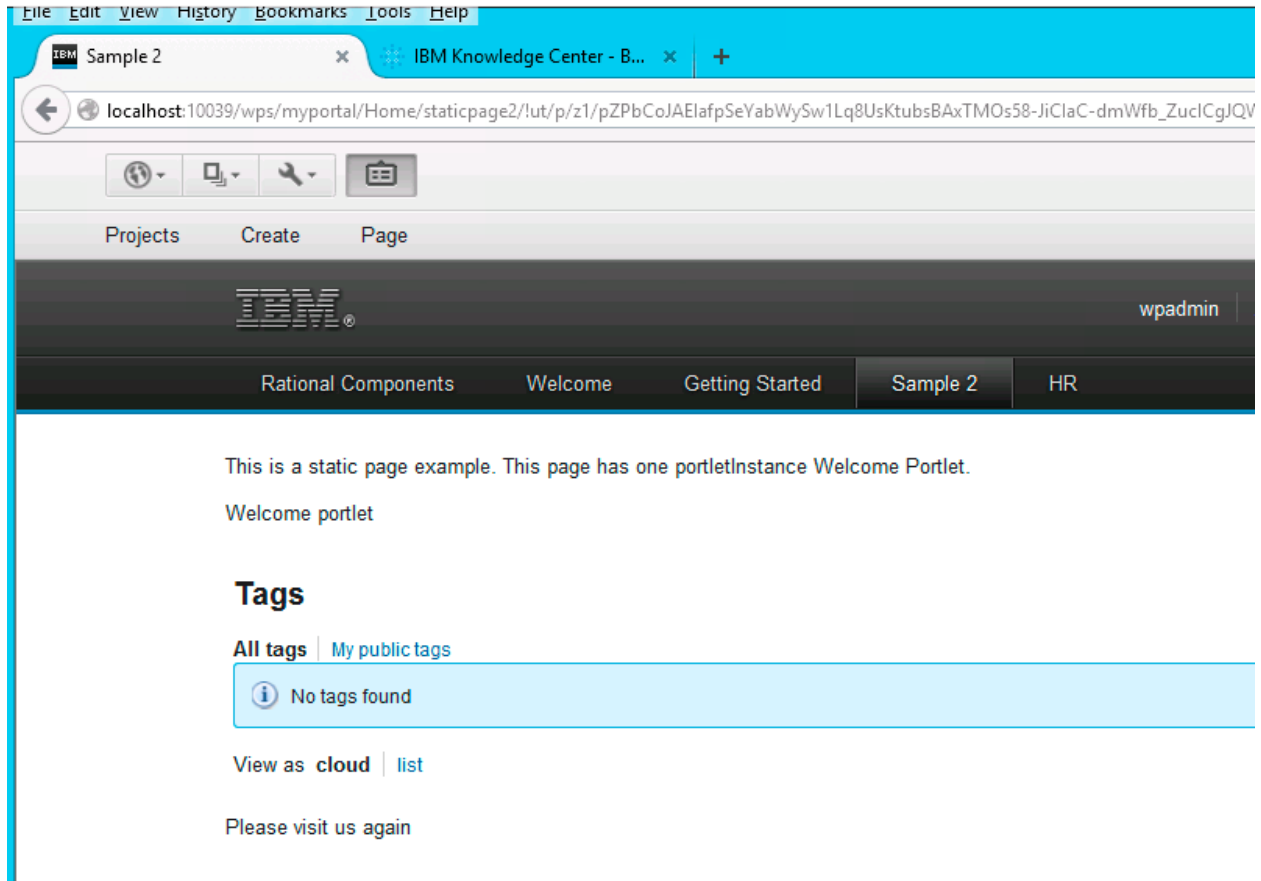 File Edit View History Bookmarks Tools Help
IBM Sample 2 × IBM Knowledge Center - B... × +
localhost:10039/wps/myportal/Home/staticpage2/!ut/p/z1/
Projects Create Page
IBM® wpadmin
Rational Components Welcome Getting Started Sample 2 HR
This is a static page example. This page has one portletInstance Welcome Portlet.
Welcome portlet
Tags
All tags My public tags
No tags found
View as cloud list
Please visit us again